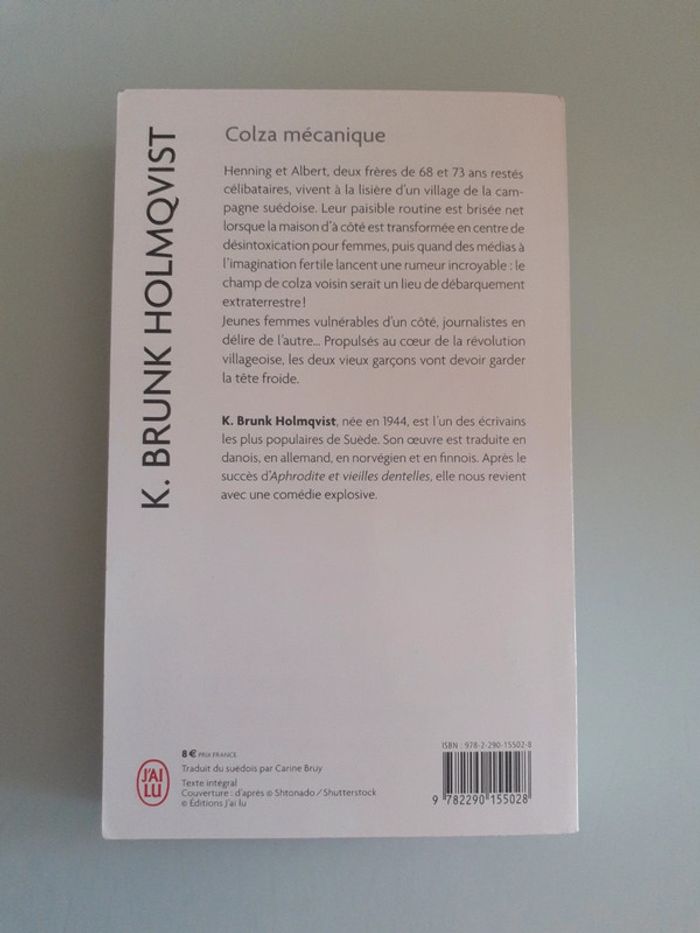 K. BRUNK HOLMQVIST
Colza mécanique
Henning et Albert, deux frères de 68 et 73 ans restés
célibataires, vivent à la lisière d'un village de la cam-
pagne suédoise. Leur paisible routine est brisée net
lorsque la maison d'à côté est transformée en centre de
désintoxication pour femmes, puis quand des médias à
l'imagination fertile lancent une rumeur incroyable : le
champ de colza voisin serait un lieu de débarquement
extraterrestre !
Jeunes femmes vulnérables d'un côté, journalistes en
délire de l'autre... Propulsés au cœur de la révolution
villageoise, les deux vieux garçons vont devoir garder
la tête froide.
K. Brunk Holmqvist, née en 1944, est l'un des écrivains
les plus populaires de Suède. Son œuvre est traduite en
danois, en allemand, en norvégien et en finnois. Après le
succès d'Aphrodite et vieilles dentelles, elle nous revient
avec une comédie explosive.
J'AI
LU
8 € PRIX FRANCE
Traduit du suédois par Carine Bruy
Texte intégral
Couverture : d'après © Shtonado / Shutterstock
© Éditions J'ai lu
ISBN : 978-2-290-15502-8
9 782290 155028